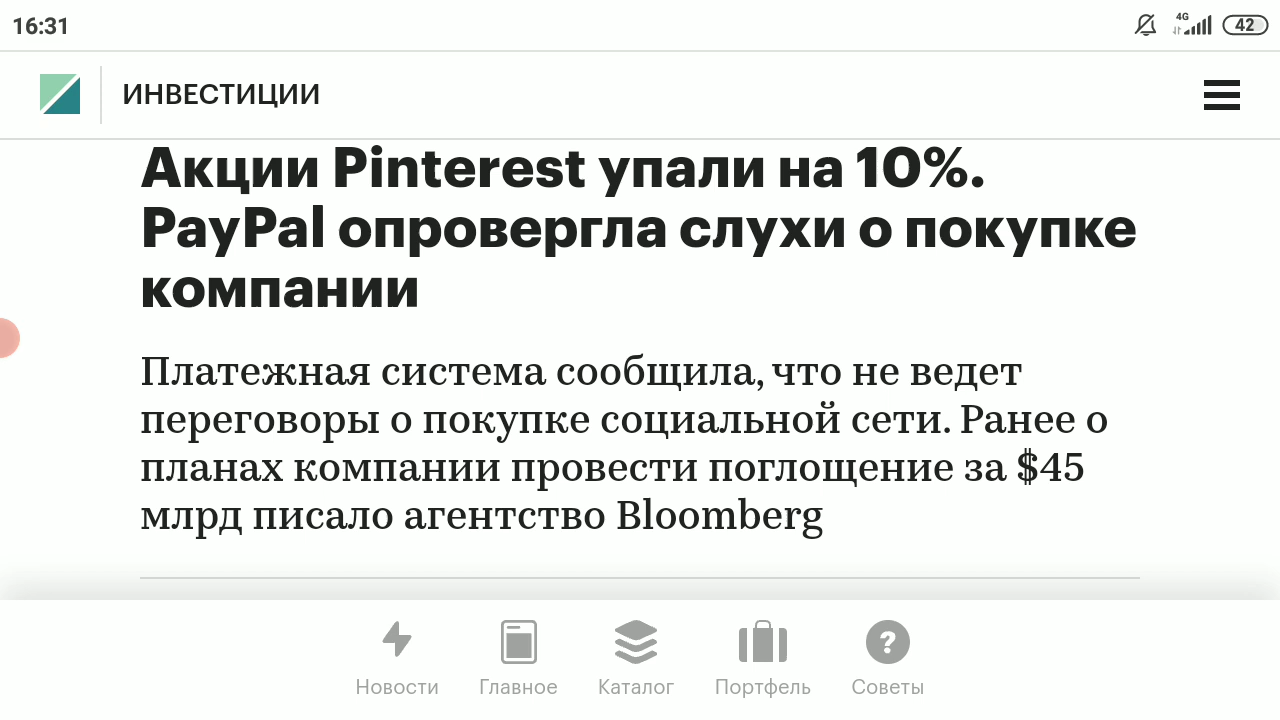 16:31
4G
42
ИНВЕСТИЦИИ
Акции Pinterest упали на 10%.
PayPal опровергла слухи о покупке
компании
Платежная система сообщила, что не ведет
переговоры о покупке социальной сети. Ранее о
планах компании провести поглощение за $45
млрд писало агентство Bloomberg
Новости
Главное
Каталог
Портфель
Советы